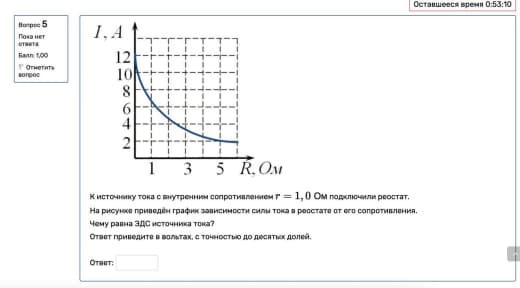 Оставшееся время 0:53:10
Вопрос 5
Пока нет
ответа
Балл: 1,00
Отметить
вопрос
I, А
12
10
8
6
4
2
1 3 5 R, Ом
К источнику тока с внутренним сопротивлением r = 1,0 Ом подключили реостат.
На рисунке приведён график зависимости силы тока в реостате от его сопротивления.
Чему равна ЭДС источника тока?
Ответ приведите в вольтах, с точностью до десятых долей.
Ответ: